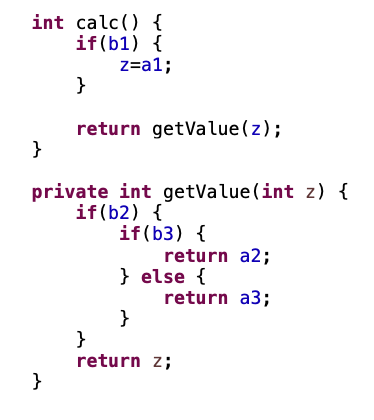 int calc() {
    if(b1) {
        z=a1;
    }

    return getValue(z);
}

private int getValue(int z) {
    if(b2) {
        if(b3) {
            return a2;
        } else {
            return a3;
        }
    }
    return z;
}